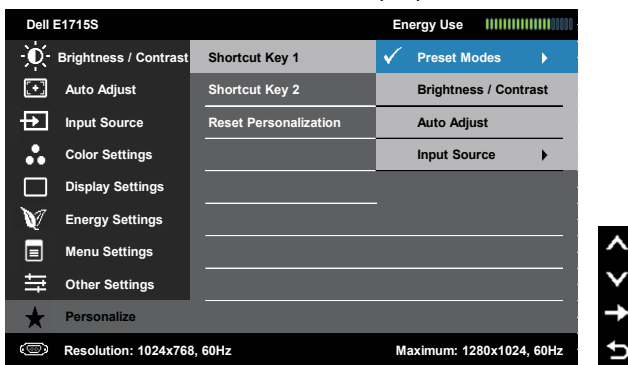 Dell E1715S Energy Use
Brightness / Contrast Shortcut Key 1 Preset Modes
Auto Adjust Shortcut Key 2 Brightness / Contrast
Input Source Reset Personalization Auto Adjust
Color Settings Input Source
Display Settings
Energy Settings
Menu Settings
Other Settings
Personalize
Resolution: 1024x768, 60Hz Maximum: 1280x1024, 60Hz